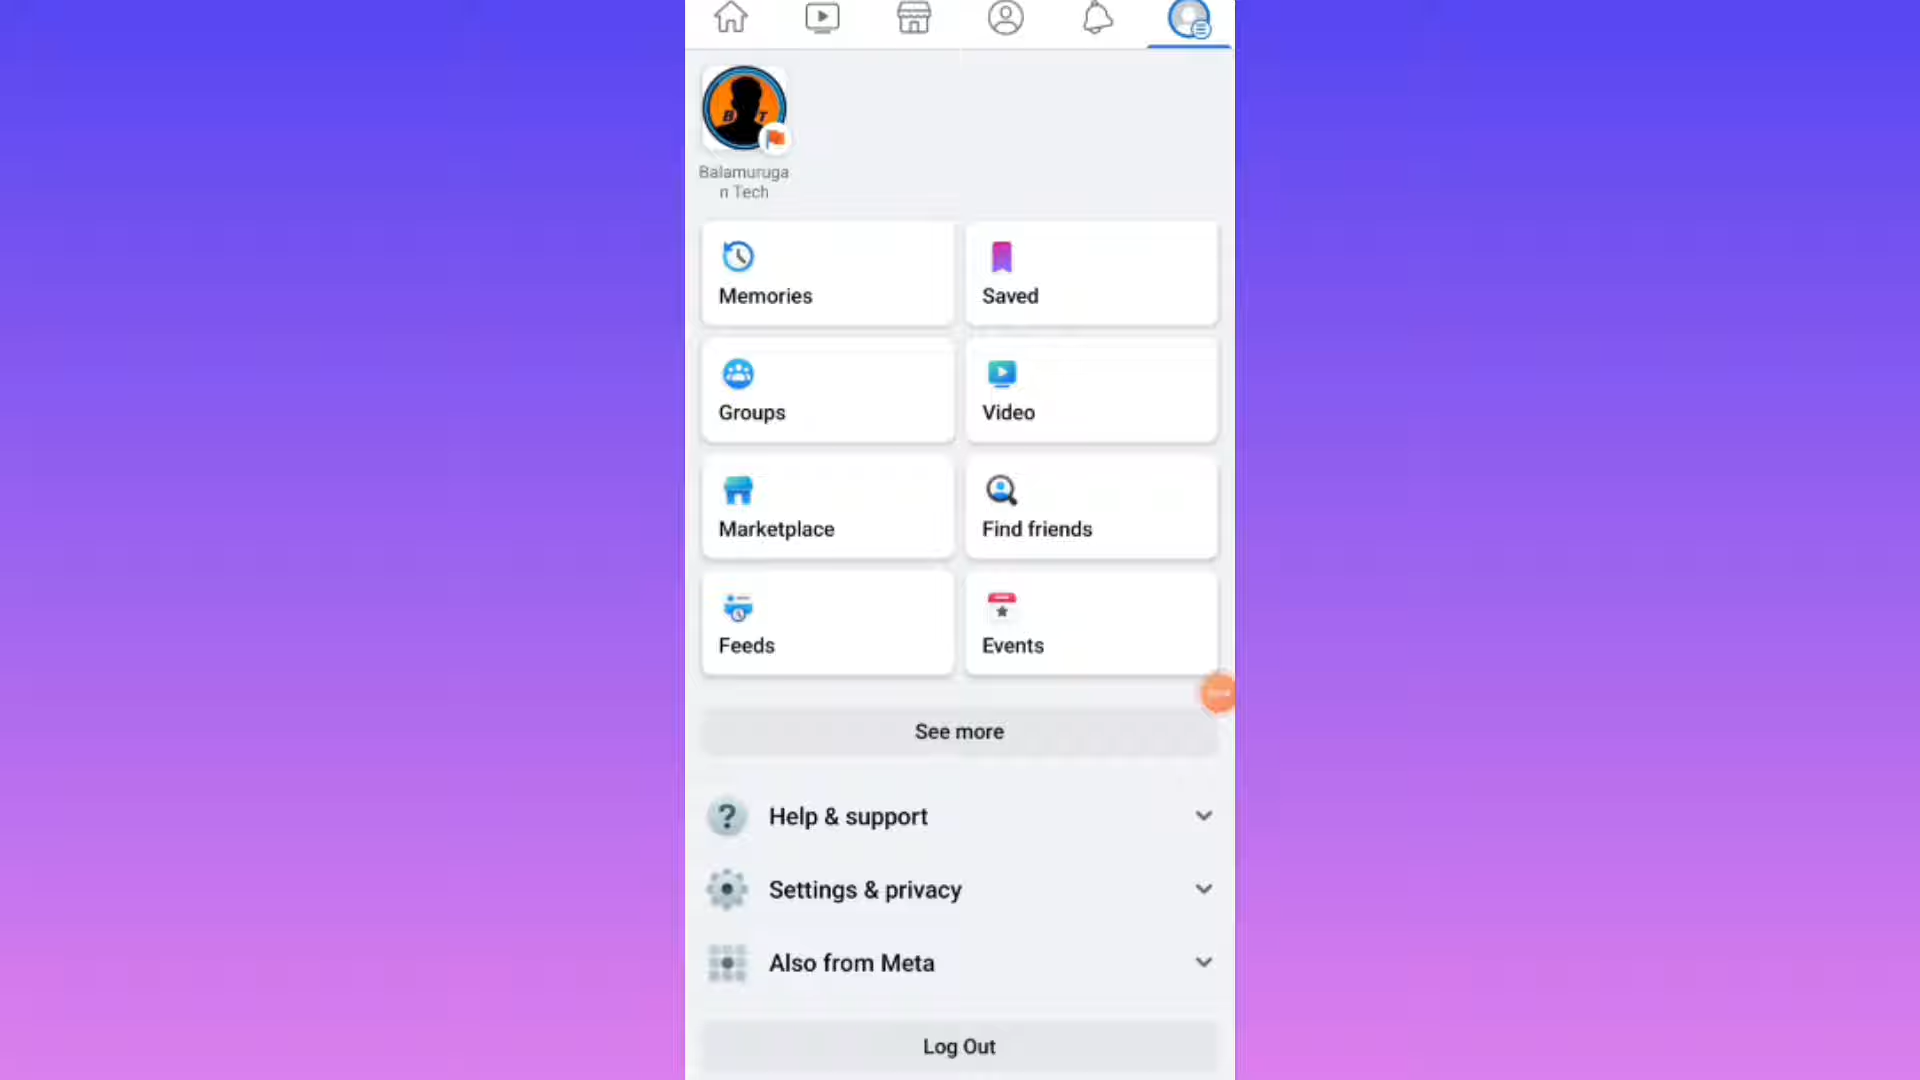 B T
Balamuruga
n Tech
Memories
Saved
Groups
Video
Marketplace
Find friends
Feeds
Events
See more
? Help & support
Settings & privacy
Also from Meta
Log Out